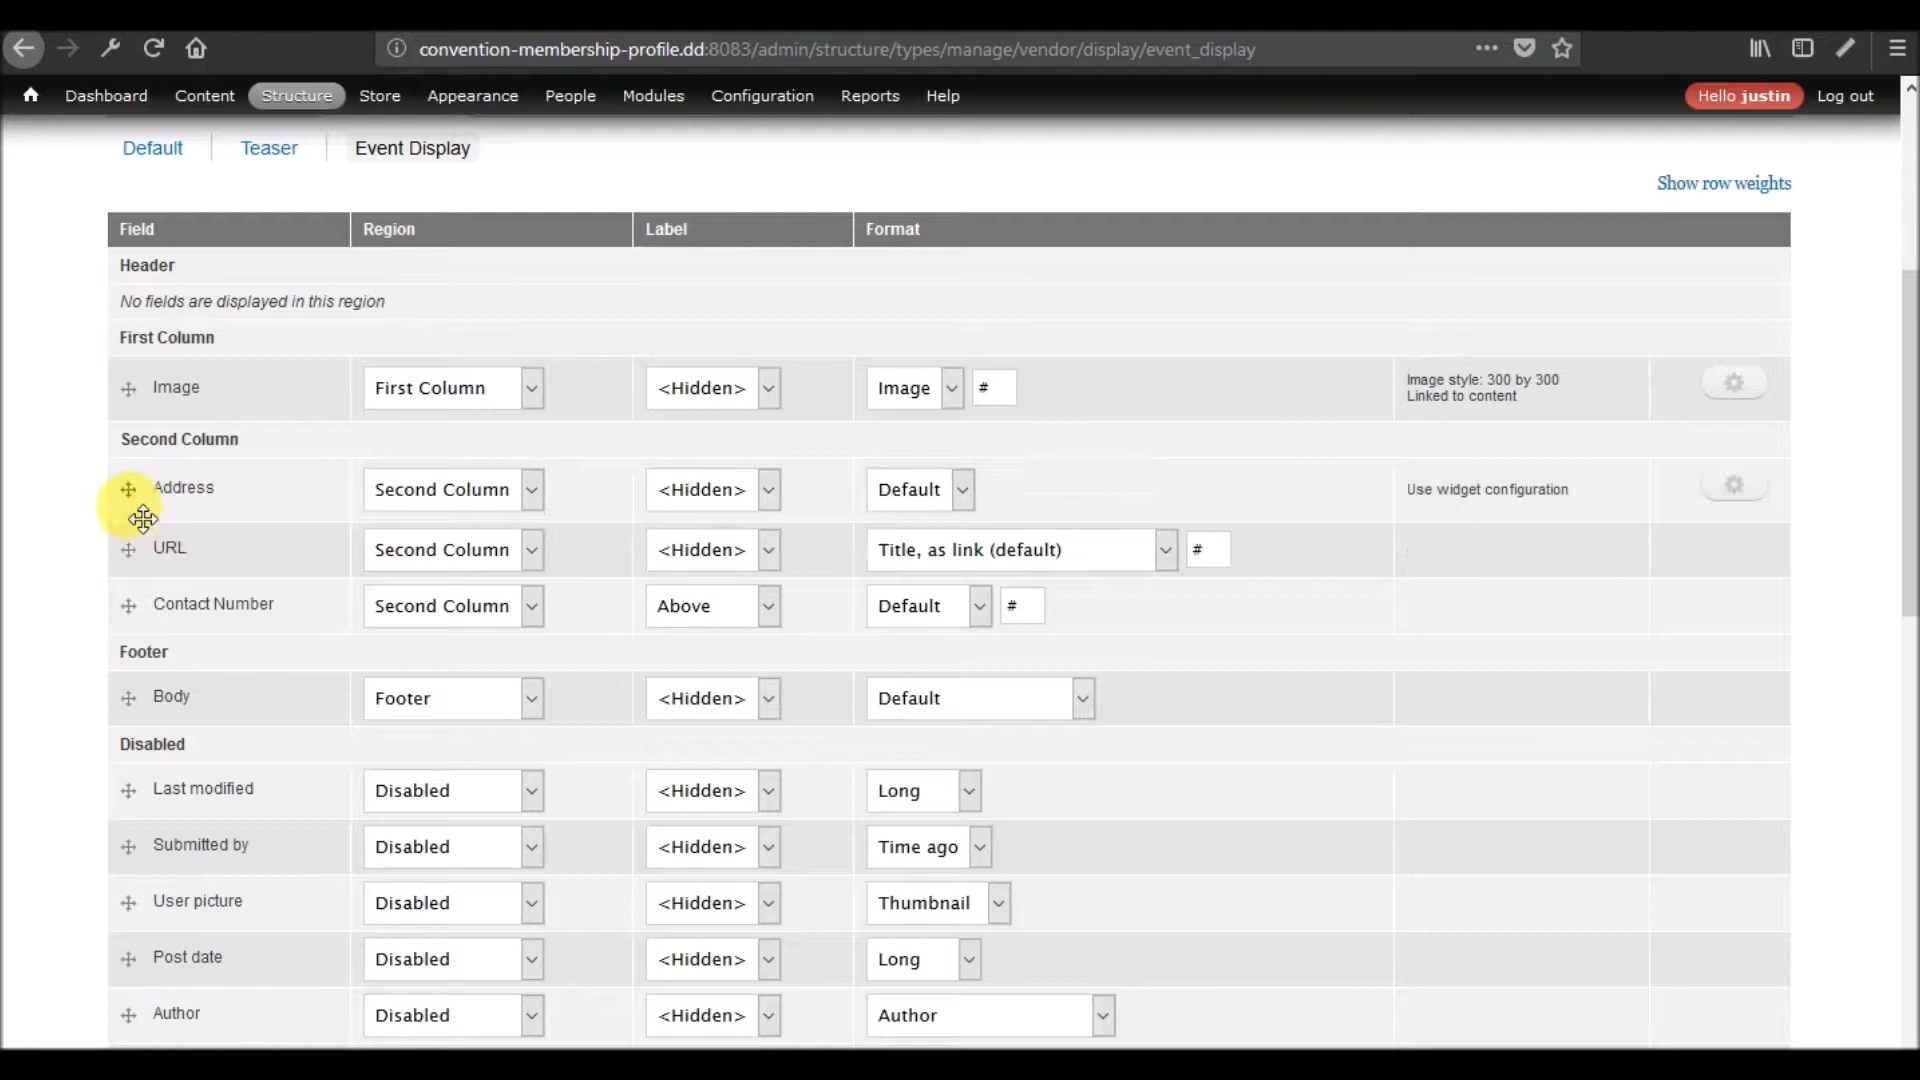 convention-membership-profile.dd:8083/admin/structure/types/manage/vendor/display/event_display
Dashboard Content Structure Store Appearance People Modules Configuration Reports Help Hello justin Log out
Default Teaser Event Display
Show row weights
Field Region Label Format
Header
No fields are displayed in this region
First Column
Image First Column <Hidden> Image # Image style: 300 by 300
Linked to content
Second Column
Address Second Column <Hidden> Default Use widget configuration
URL Second Column <Hidden> Title, as link (default) #
Contact Number Second Column Above Default #
Footer
Body Footer <Hidden> Default
Disabled
Last modified Disabled <Hidden> Long
Submitted by Disabled <Hidden> Time ago
User picture Disabled <Hidden> Thumbnail
Post date Disabled <Hidden> Long
Author Disabled <Hidden> Author